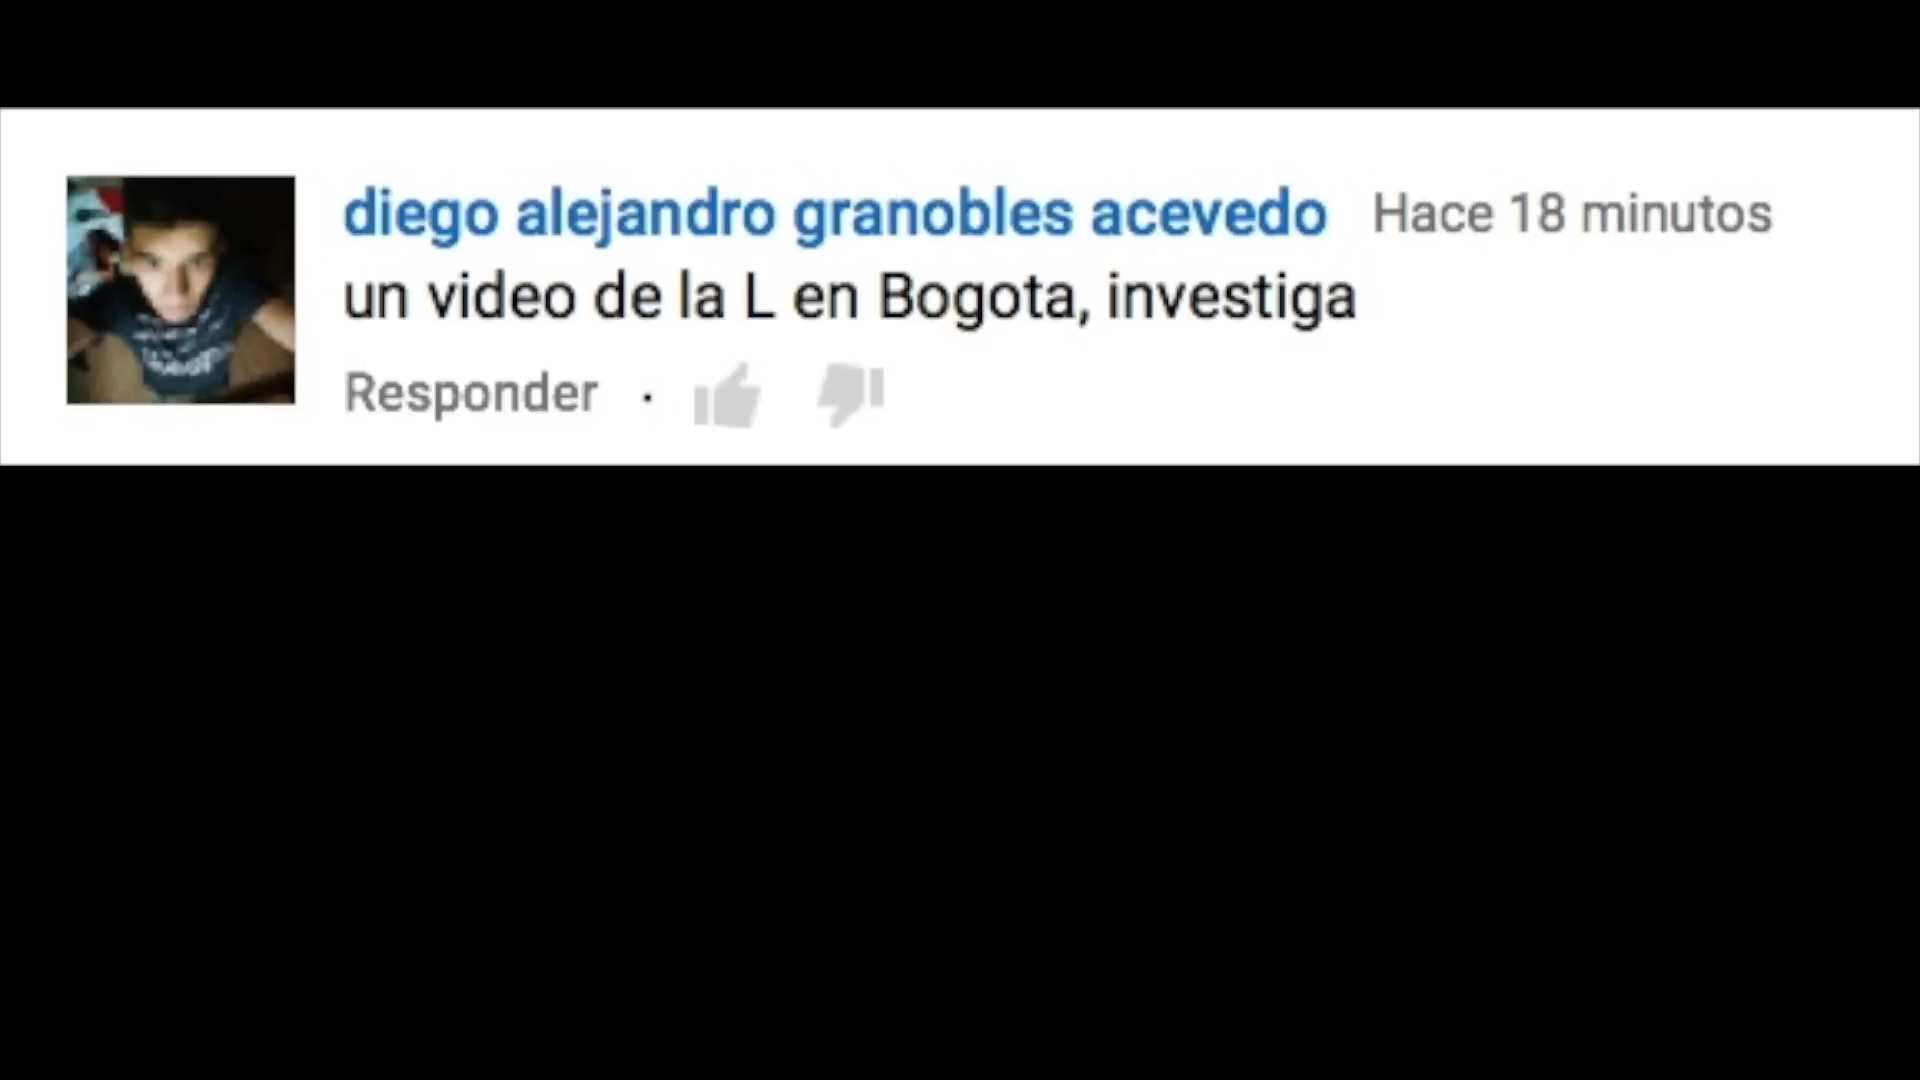 diego alejandro granobles acevedo Hace 18 minutos
un video de la L en Bogota, investiga
Responder ·